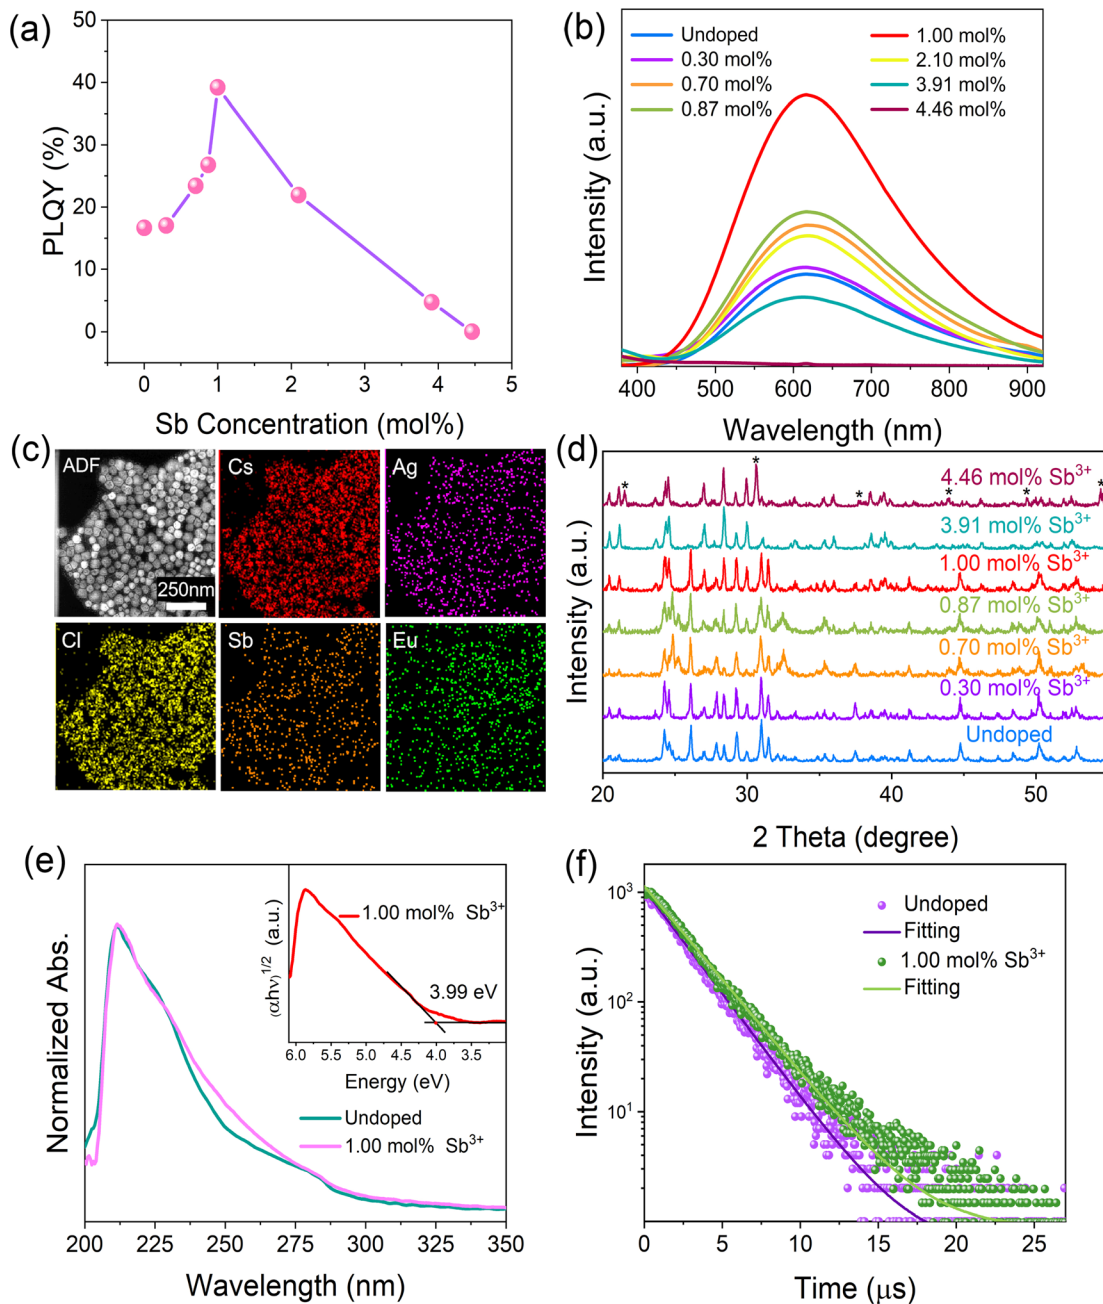 (a)
50
40
30
20
10
0
PLQY (%)
0 1 2 3 4 5
Sb Concentration (mol%)
(b)
Undoped
0.30 mol%
0.70 mol%
0.87 mol%
1.00 mol%
2.10 mol%
3.91 mol%
4.46 mol%
Intensity (a.u.)
400 500 600 700 800 900
Wavelength (nm)
(c)
ADF
250nm
Cs
Ag
Cl
Sb
Eu
(d)
* * * * * *
4.46 mol% Sb³⁺
3.91 mol% Sb³⁺
1.00 mol% Sb³⁺
0.87 mol% Sb³⁺
0.70 mol% Sb³⁺
0.30 mol% Sb³⁺
Undoped
Intensity (a.u.)
20 30 40 50
2 Theta (degree)
(e)
Normalized Abs.
1.00 mol% Sb³⁺
(αhν)¹/² (a.u.)
3.99 eV
6.0 5.5 5.0 4.5 4.0 3.5
Energy (eV)
Undoped
1.00 mol% Sb³⁺
200 225 250 275 300 325 350
Wavelength (nm)
(f)
10³
10²
10¹
Intensity (a.u.)
Undoped
Fitting
1.00 mol% Sb³⁺
Fitting
0 5 10 15 20 25
Time (μs)